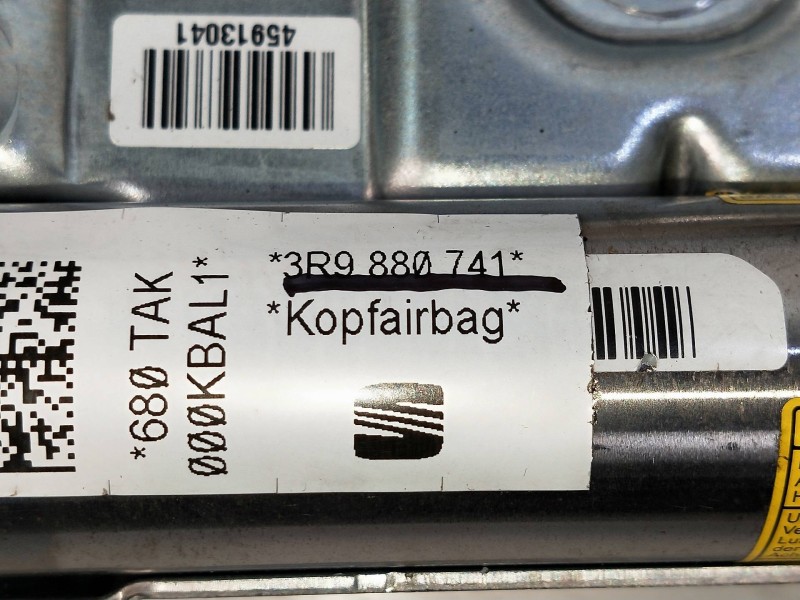 45913041
*3R9 880 741*
*Kopfairbag*
*680 TAK
000KBAL1*